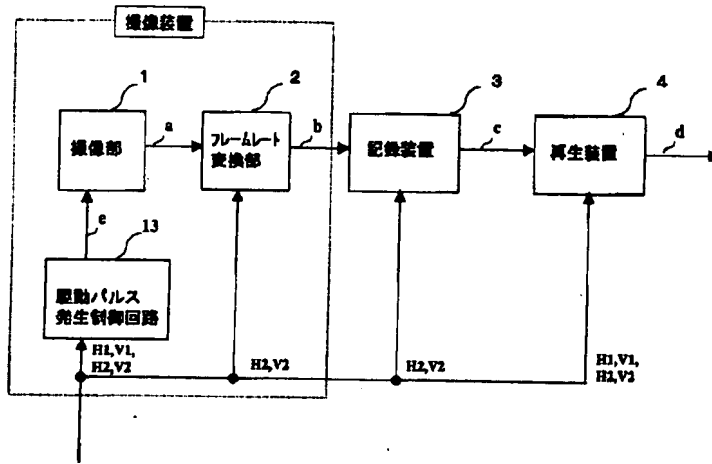 撮像装置
1
2
3
4
撮像部
a
フレームレート
変換部
b
記録装置
c
再生装置
d
e
13
駆動パルス
発生制御回路
H1,V1,
H2,V2
H2,V2
H2,V2
H1,V1,
H2,V2